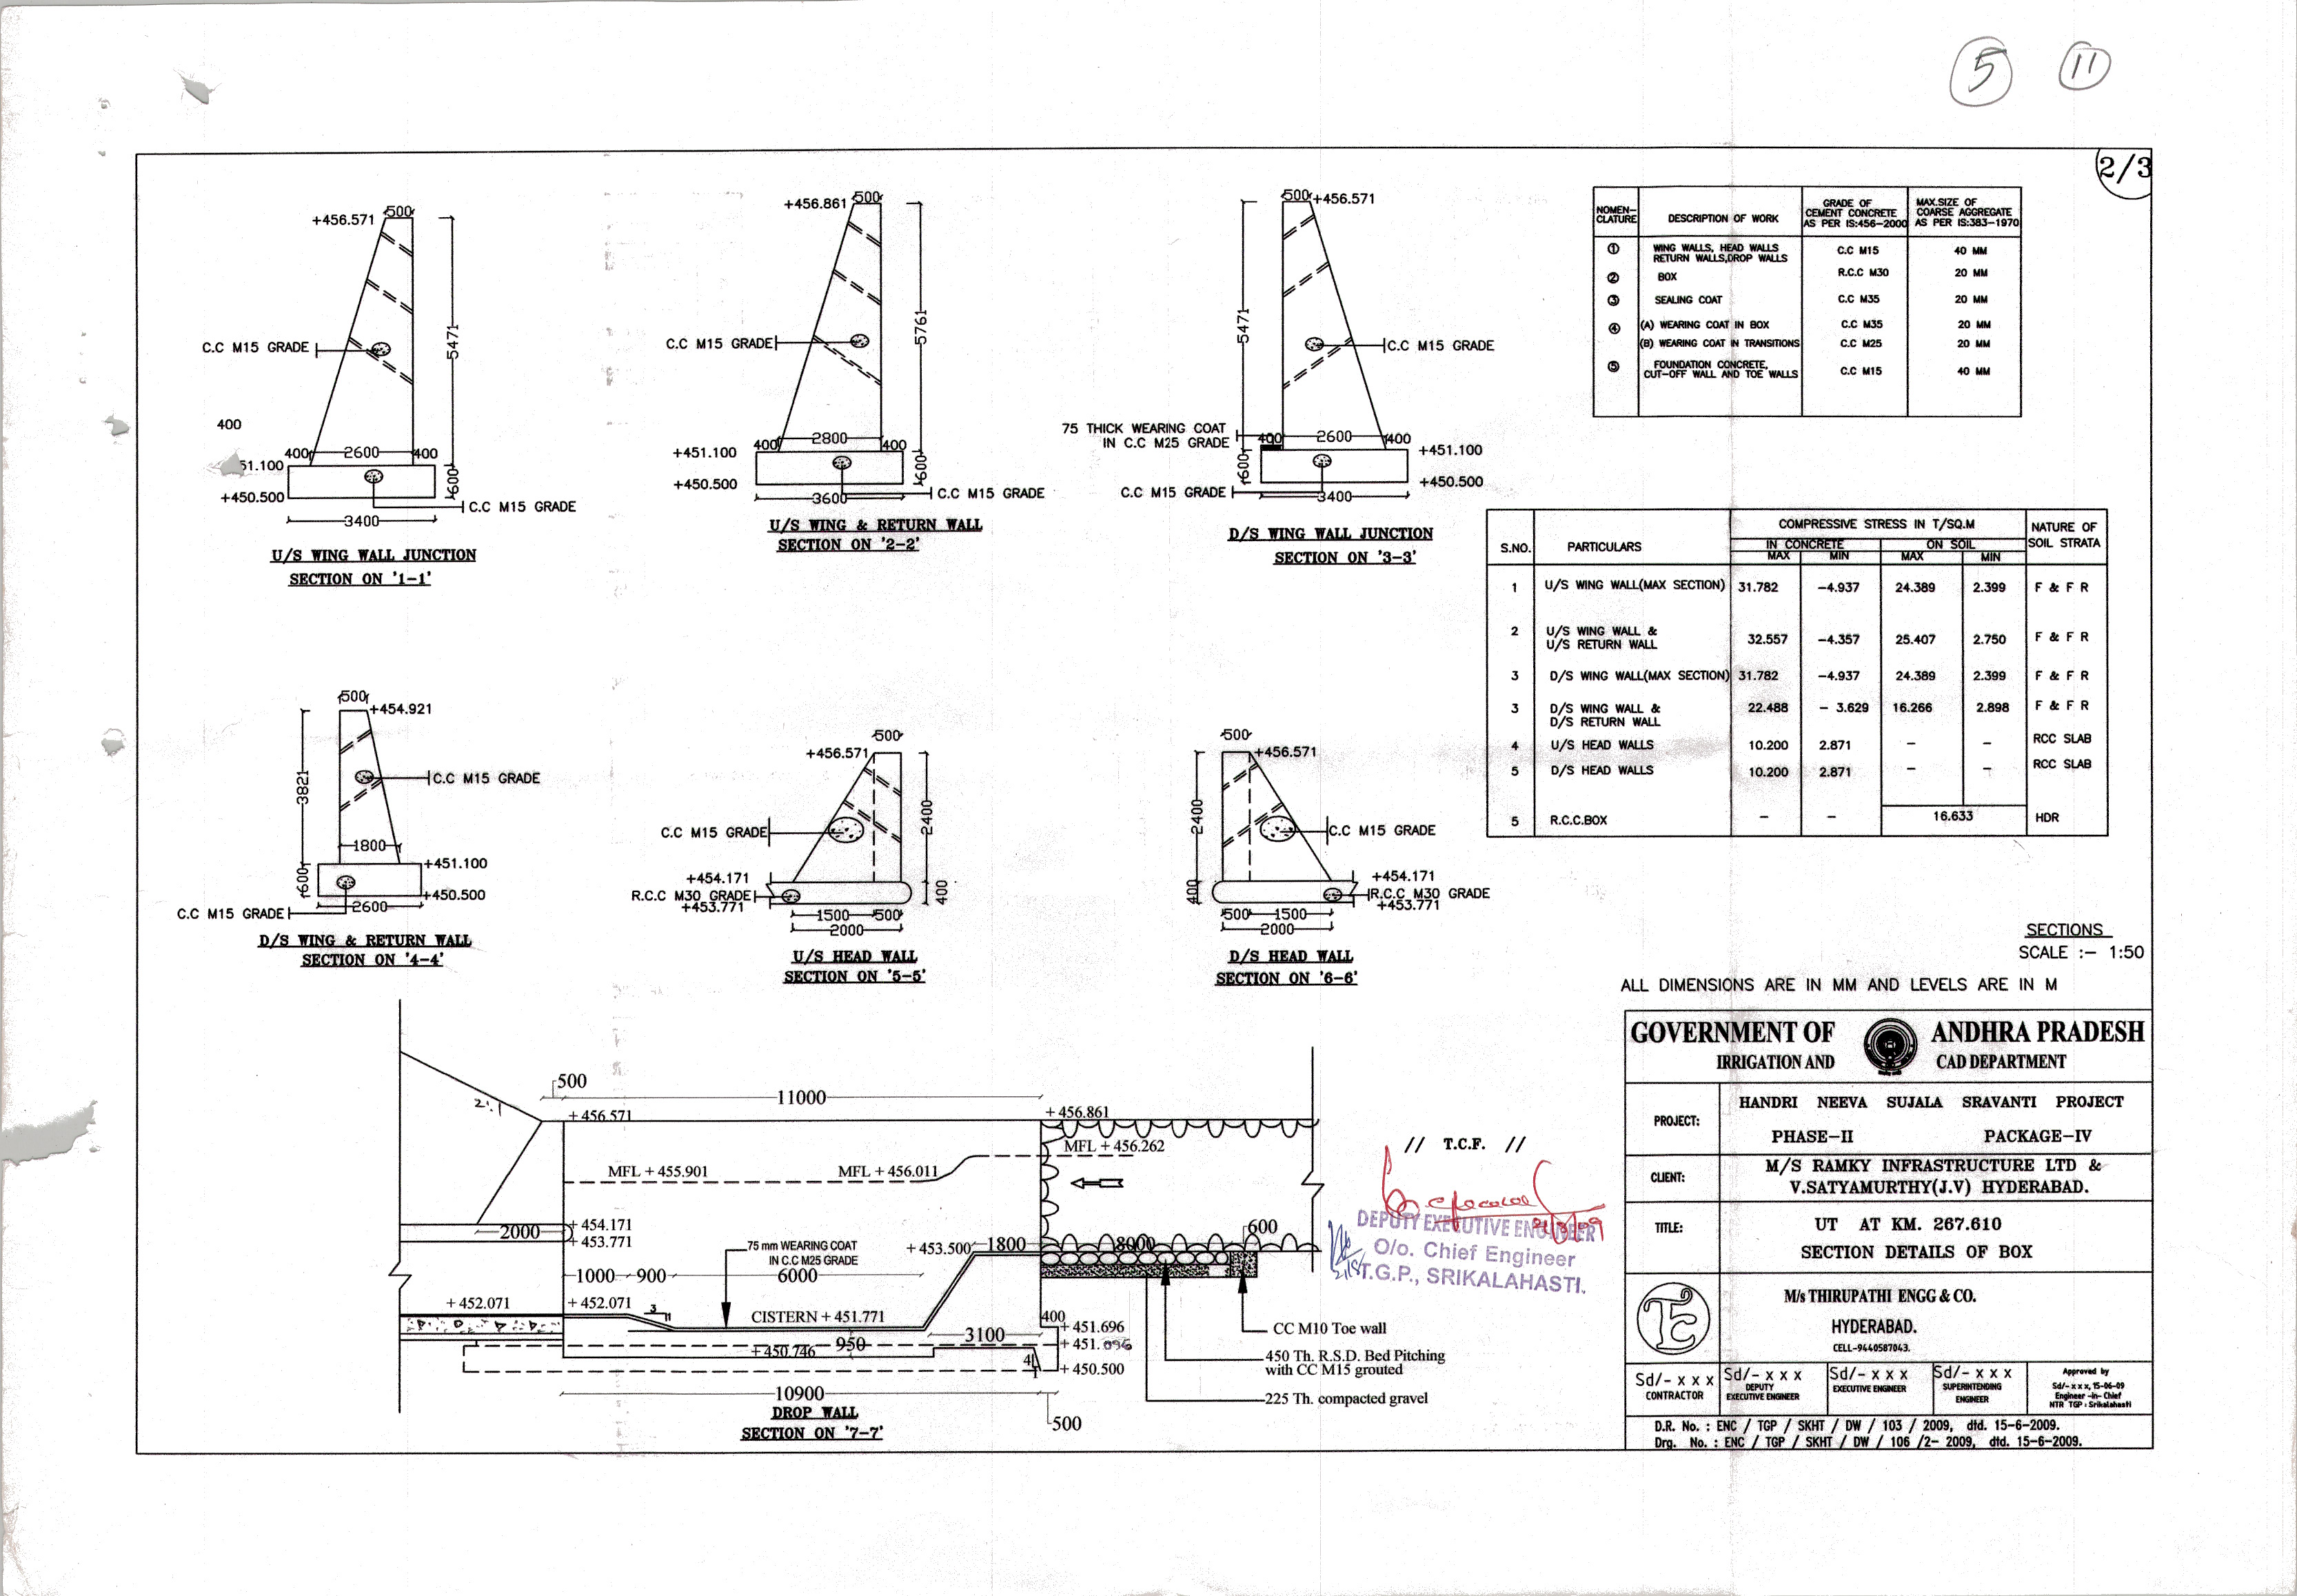 5 11
2/3
500
+456.571
5471
C.C M15 GRADE
400
400 2600 400
51.100
600
+450.500
C.C M15 GRADE
3400
U/S WING WALL JUNCTION
SECTION ON '1-1'
500
+456.861
5761
C.C M15 GRADE
400 2800 400
+451.100
600
+450.500
C.C M15 GRADE
3600
U/S WING & RETURN WALL
SECTION ON '2-2'
500 +456.571
5471
C.C M15 GRADE
75 THICK WEARING COAT
IN C.C M25 GRADE
400 2600 400
+451.100
600
+450.500
C.C M15 GRADE
3400
D/S WING WALL JUNCTION
SECTION ON '3-3'
NOMEN-
CLATURE
DESCRIPTION OF WORK
GRADE OF
CEMENT CONCRETE
AS PER IS:456-2000
MAX.SIZE OF
COARSE AGGREGATE
AS PER IS:383-1970
1 WING WALLS, HEAD WALLS
RETURN WALLS,DROP WALLS C.C M15 40 MM
2 BOX R.C.C M30 20 MM
3 SEALING COAT C.C M35 20 MM
4 (A) WEARING COAT IN BOX C.C M35 20 MM
(B) WEARING COAT IN TRANSITIONS C.C M25 20 MM
5 FOUNDATION CONCRETE,
CUT-OFF WALL AND TOE WALLS C.C M15 40 MM
S.NO. PARTICULARS COMPRESSIVE STRESS IN T/SQ.M NATURE OF
SOIL STRATA
IN CONCRETE ON SOIL
MAX MIN MAX MIN
1 U/S WING WALL(MAX SECTION) 31.782 -4.937 24.389 2.399 F & F R
2 U/S WING WALL &
U/S RETURN WALL 32.557 -4.357 25.407 2.750 F & F R
3 D/S WING WALL(MAX SECTION) 31.782 -4.937 24.389 2.399 F & F R
3 D/S WING WALL &
D/S RETURN WALL 22.488 - 3.629 16.266 2.898 F & F R
4 U/S HEAD WALLS 10.200 2.871 - - RCC SLAB
5 D/S HEAD WALLS 10.200 2.871 - - RCC SLAB
5 R.C.C.BOX - - 16.633 HDR
500
+454.921
3821
C.C M15 GRADE
1800
+451.100
600
+450.500
2600
C.C M15 GRADE
D/S WING & RETURN WALL
SECTION ON '4-4'
500
+456.571
2400
C.C M15 GRADE
+454.171
R.C.C M30 GRADE
+453.771
400
1500 500
2000
U/S HEAD WALL
SECTION ON '5-5'
500
+456.571
2400
C.C M15 GRADE
+454.171
R.C.C M30 GRADE
+453.771
400
500 1500
2000
D/S HEAD WALL
SECTION ON '6-6'
SECTIONS
SCALE :- 1:50
ALL DIMENSIONS ARE IN MM AND LEVELS ARE IN M
500
2:1
11000
+ 456.571
+ 456.861
MFL + 455.901
MFL + 456.011
MFL + 456.262
2000
+ 454.171
+ 453.771
75 mm WEARING COAT
IN C.C M25 GRADE
+ 453.500 1800 8000 600
1000 900 6000
+ 452.071
+ 452.071
3
1
CISTERN + 451.771
400
+ 451.696
3100
+ 451.096
+ 450.746 950
4
1
+ 450.500
10900
500
DROP WALL
SECTION ON '7-7'
CC M10 Toe wall
450 Th. R.S.D. Bed Pitching
with CC M15 grouted
225 Th. compacted gravel
// T.C.F. //
21/8/09
DEPUTY EXECUTIVE ENGINEER
O/o. Chief Engineer
T.G.P., SRIKALAHASTI.
GOVERNMENT OF ANDHRA PRADESH
IRRIGATION AND CAD DEPARTMENT
PROJECT: HANDRI NEEVA SUJALA SRAVANTI PROJECT
PHASE-II PACKAGE-IV
CLIENT: M/S RAMKY INFRASTRUCTURE LTD &
V.SATYAMURTHY(J.V) HYDERABAD.
TITLE: UT AT KM. 267.610
SECTION DETAILS OF BOX
M/s THIRUPATHI ENGG & CO.
HYDERABAD.
CELL-9440587043.
Sd/- x x x
CONTRACTOR
Sd/- x x x
DEPUTY
EXECUTIVE ENGINEER
Sd/- x x x
EXECUTIVE ENGINEER
Sd/- x x x
SUPERINTENDING
ENGINEER
Approved by
Sd/- x x x, 15-06-09
Engineer -in- Chief
NTR TGP : Srikalahasti
D.R. No. : ENC / TGP / SKHT / DW / 103 / 2009, dtd. 15-6-2009.
Drg. No. : ENC / TGP / SKHT / DW / 106 /2- 2009, dtd. 15-6-2009.